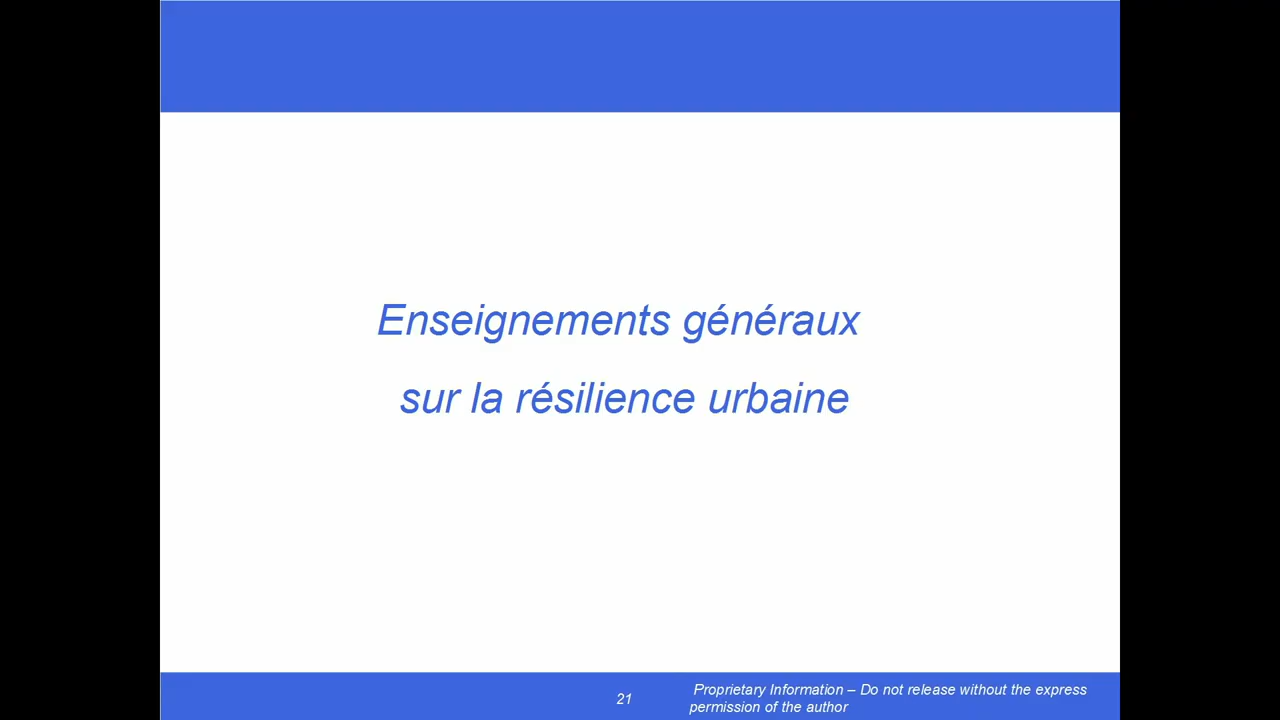 Enseignements généraux
sur la résilience urbaine
21
Proprietary Information – Do not release without the express
permission of the author